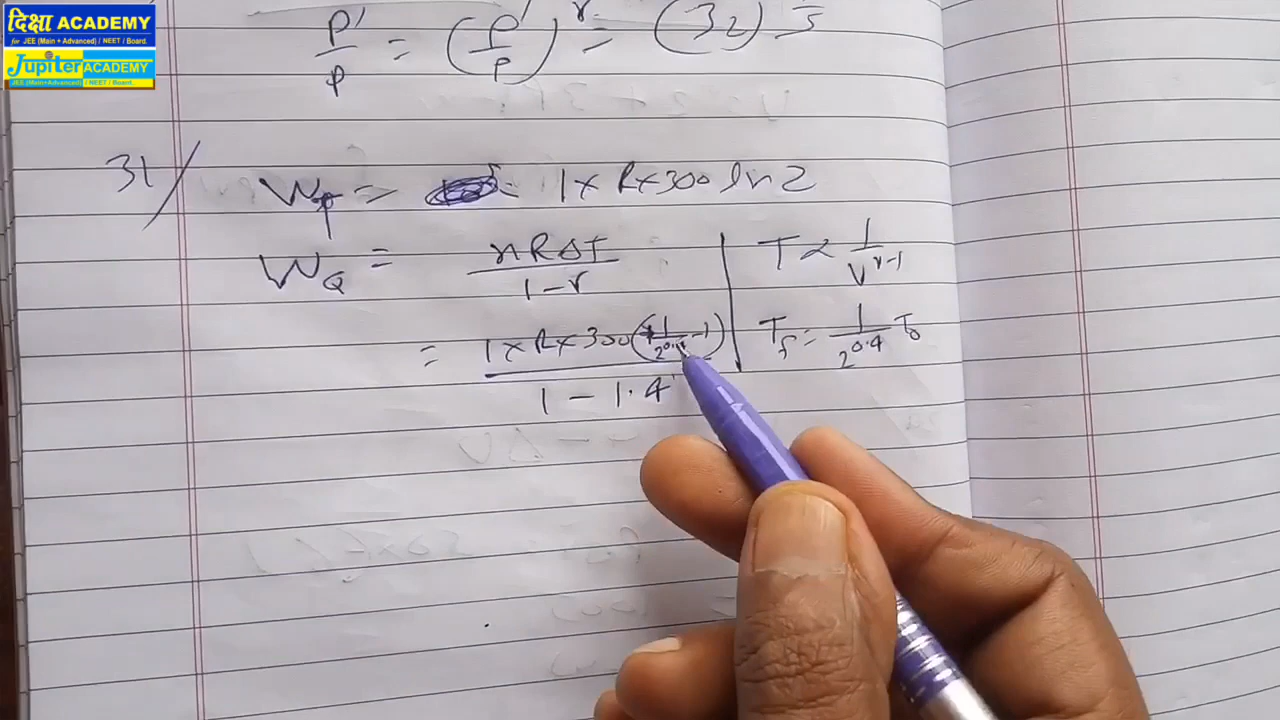 दिक्षा ACADEMY
for JEE (Main + Advanced) / NEET / Board.
Jupiter ACADEMY
JEE (Main+Advanced) / NEET / Board
P'/P = (ρ'/ρ)^r = (32)^
31/ W_P => = 1 x R x 300 ln 2
W_Q = nRΔT/1-r | T ∝ 1/V^r-1
= 1 x R x 300 (1/2^0.4 -1)/1 - 1.4 | T_f = 1/2^0.4 T_0